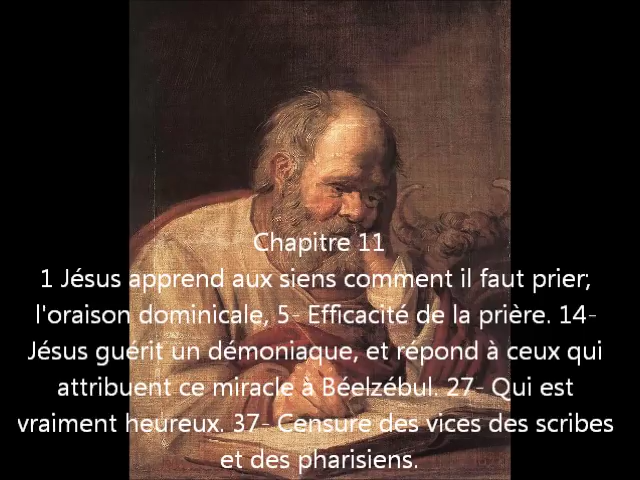 Chapitre 11
1 Jésus apprend aux siens comment il faut prier;
l'oraison dominicale, 5- Efficacité de la prière. 14-
Jésus guérit un démoniaque, et répond à ceux qui
attribuent ce miracle à Béelzébul. 27- Qui est
vraiment heureux. 37- Censure des vices des scribes
et des pharisiens.